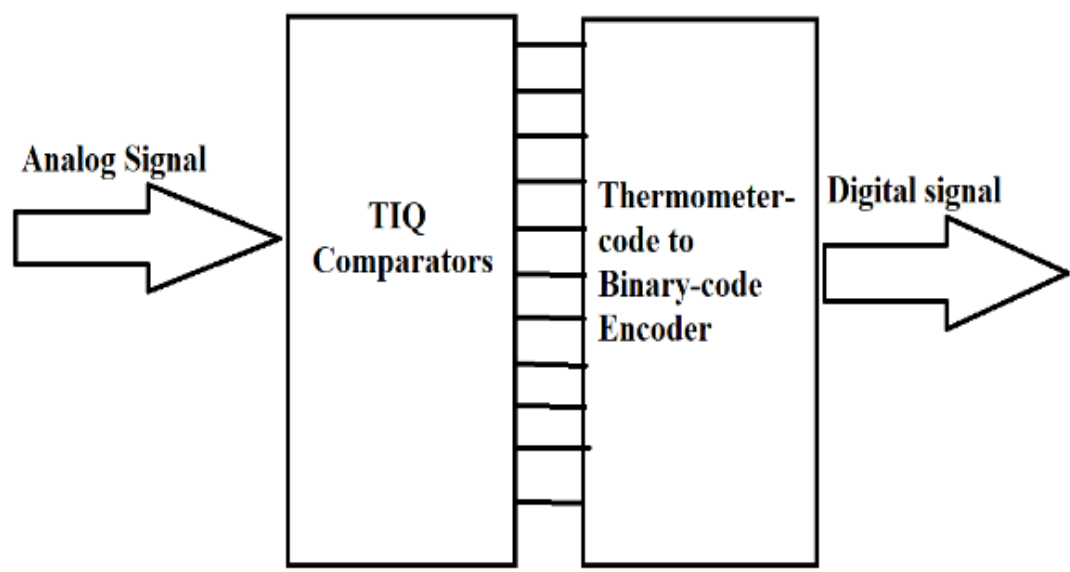 Analog Signal
TIQ
Comparators
Thermometer-
code to
Binary-code
Encoder
Digital signal